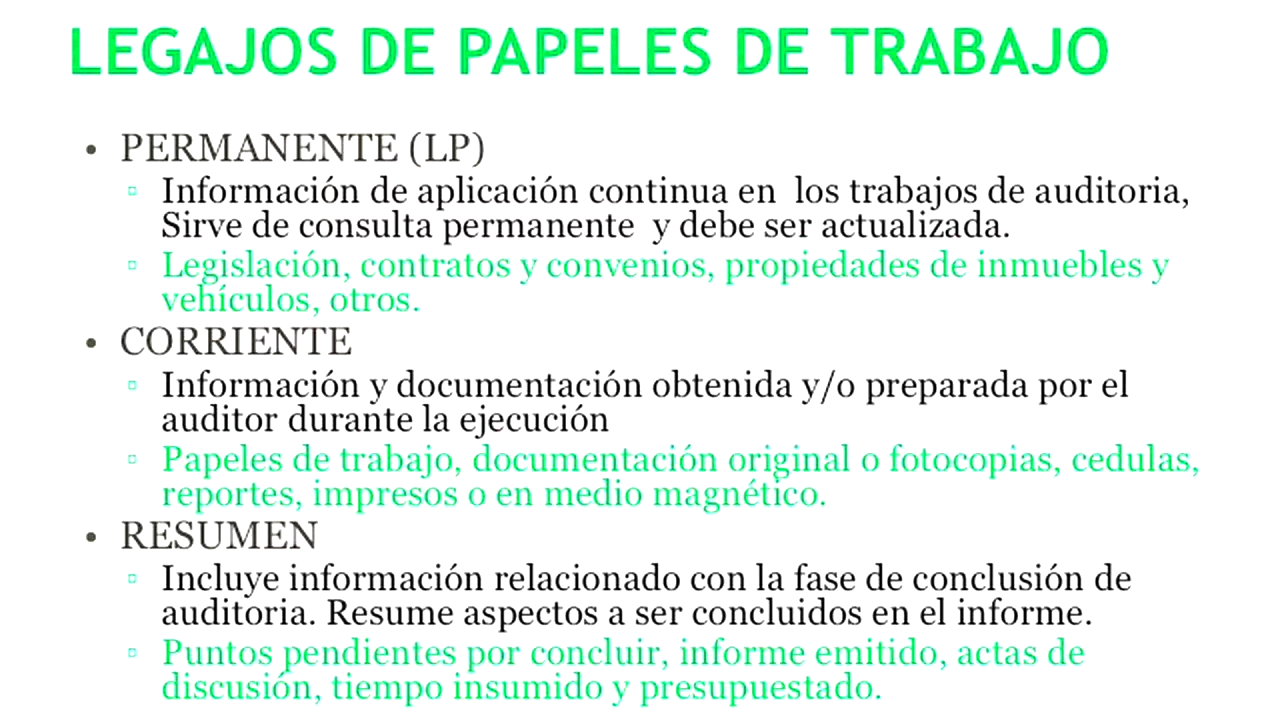 LEGAJOS DE PAPELES DE TRABAJO
• PERMANENTE (LP)
▫ Información de aplicación continua en los trabajos de auditoria,
Sirve de consulta permanente y debe ser actualizada.
▫ Legislación, contratos y convenios, propiedades de inmuebles y
vehículos, otros.
• CORRIENTE
▫ Información y documentación obtenida y/o preparada por el
auditor durante la ejecución
▫ Papeles de trabajo, documentación original o fotocopias, cedulas,
reportes, impresos o en medio magnético.
• RESUMEN
▫ Incluye información relacionado con la fase de conclusión de
auditoria. Resume aspectos a ser concluidos en el informe.
▫ Puntos pendientes por concluir, informe emitido, actas de
discusión, tiempo insumido y presupuestado.